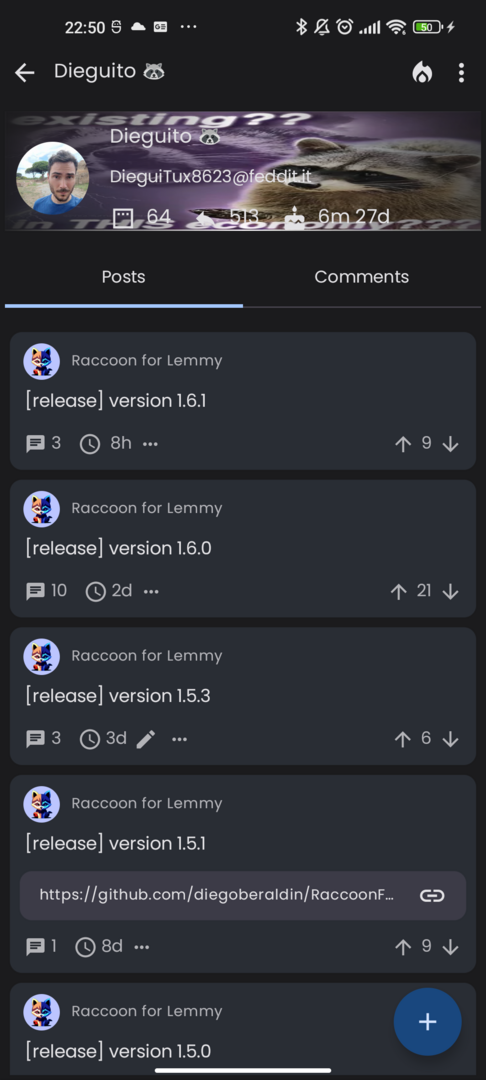 22:50
50
Dieguito
existing??
Dieguito
DieguiTux8623@feddit.it
64 513 6m 27d
in THIS economy???
Posts Comments
Raccoon for Lemmy
[release] version 1.6.1
3 8h ••• 9
Raccoon for Lemmy
[release] version 1.6.0
10 2d ••• 21
Raccoon for Lemmy
[release] version 1.5.3
3 3d ••• 6
Raccoon for Lemmy
[release] version 1.5.1
https://github.com/diegoberaldin/RaccoonF...
1 8d ••• 9
Raccoon for Lemmy
[release] version 1.5.0